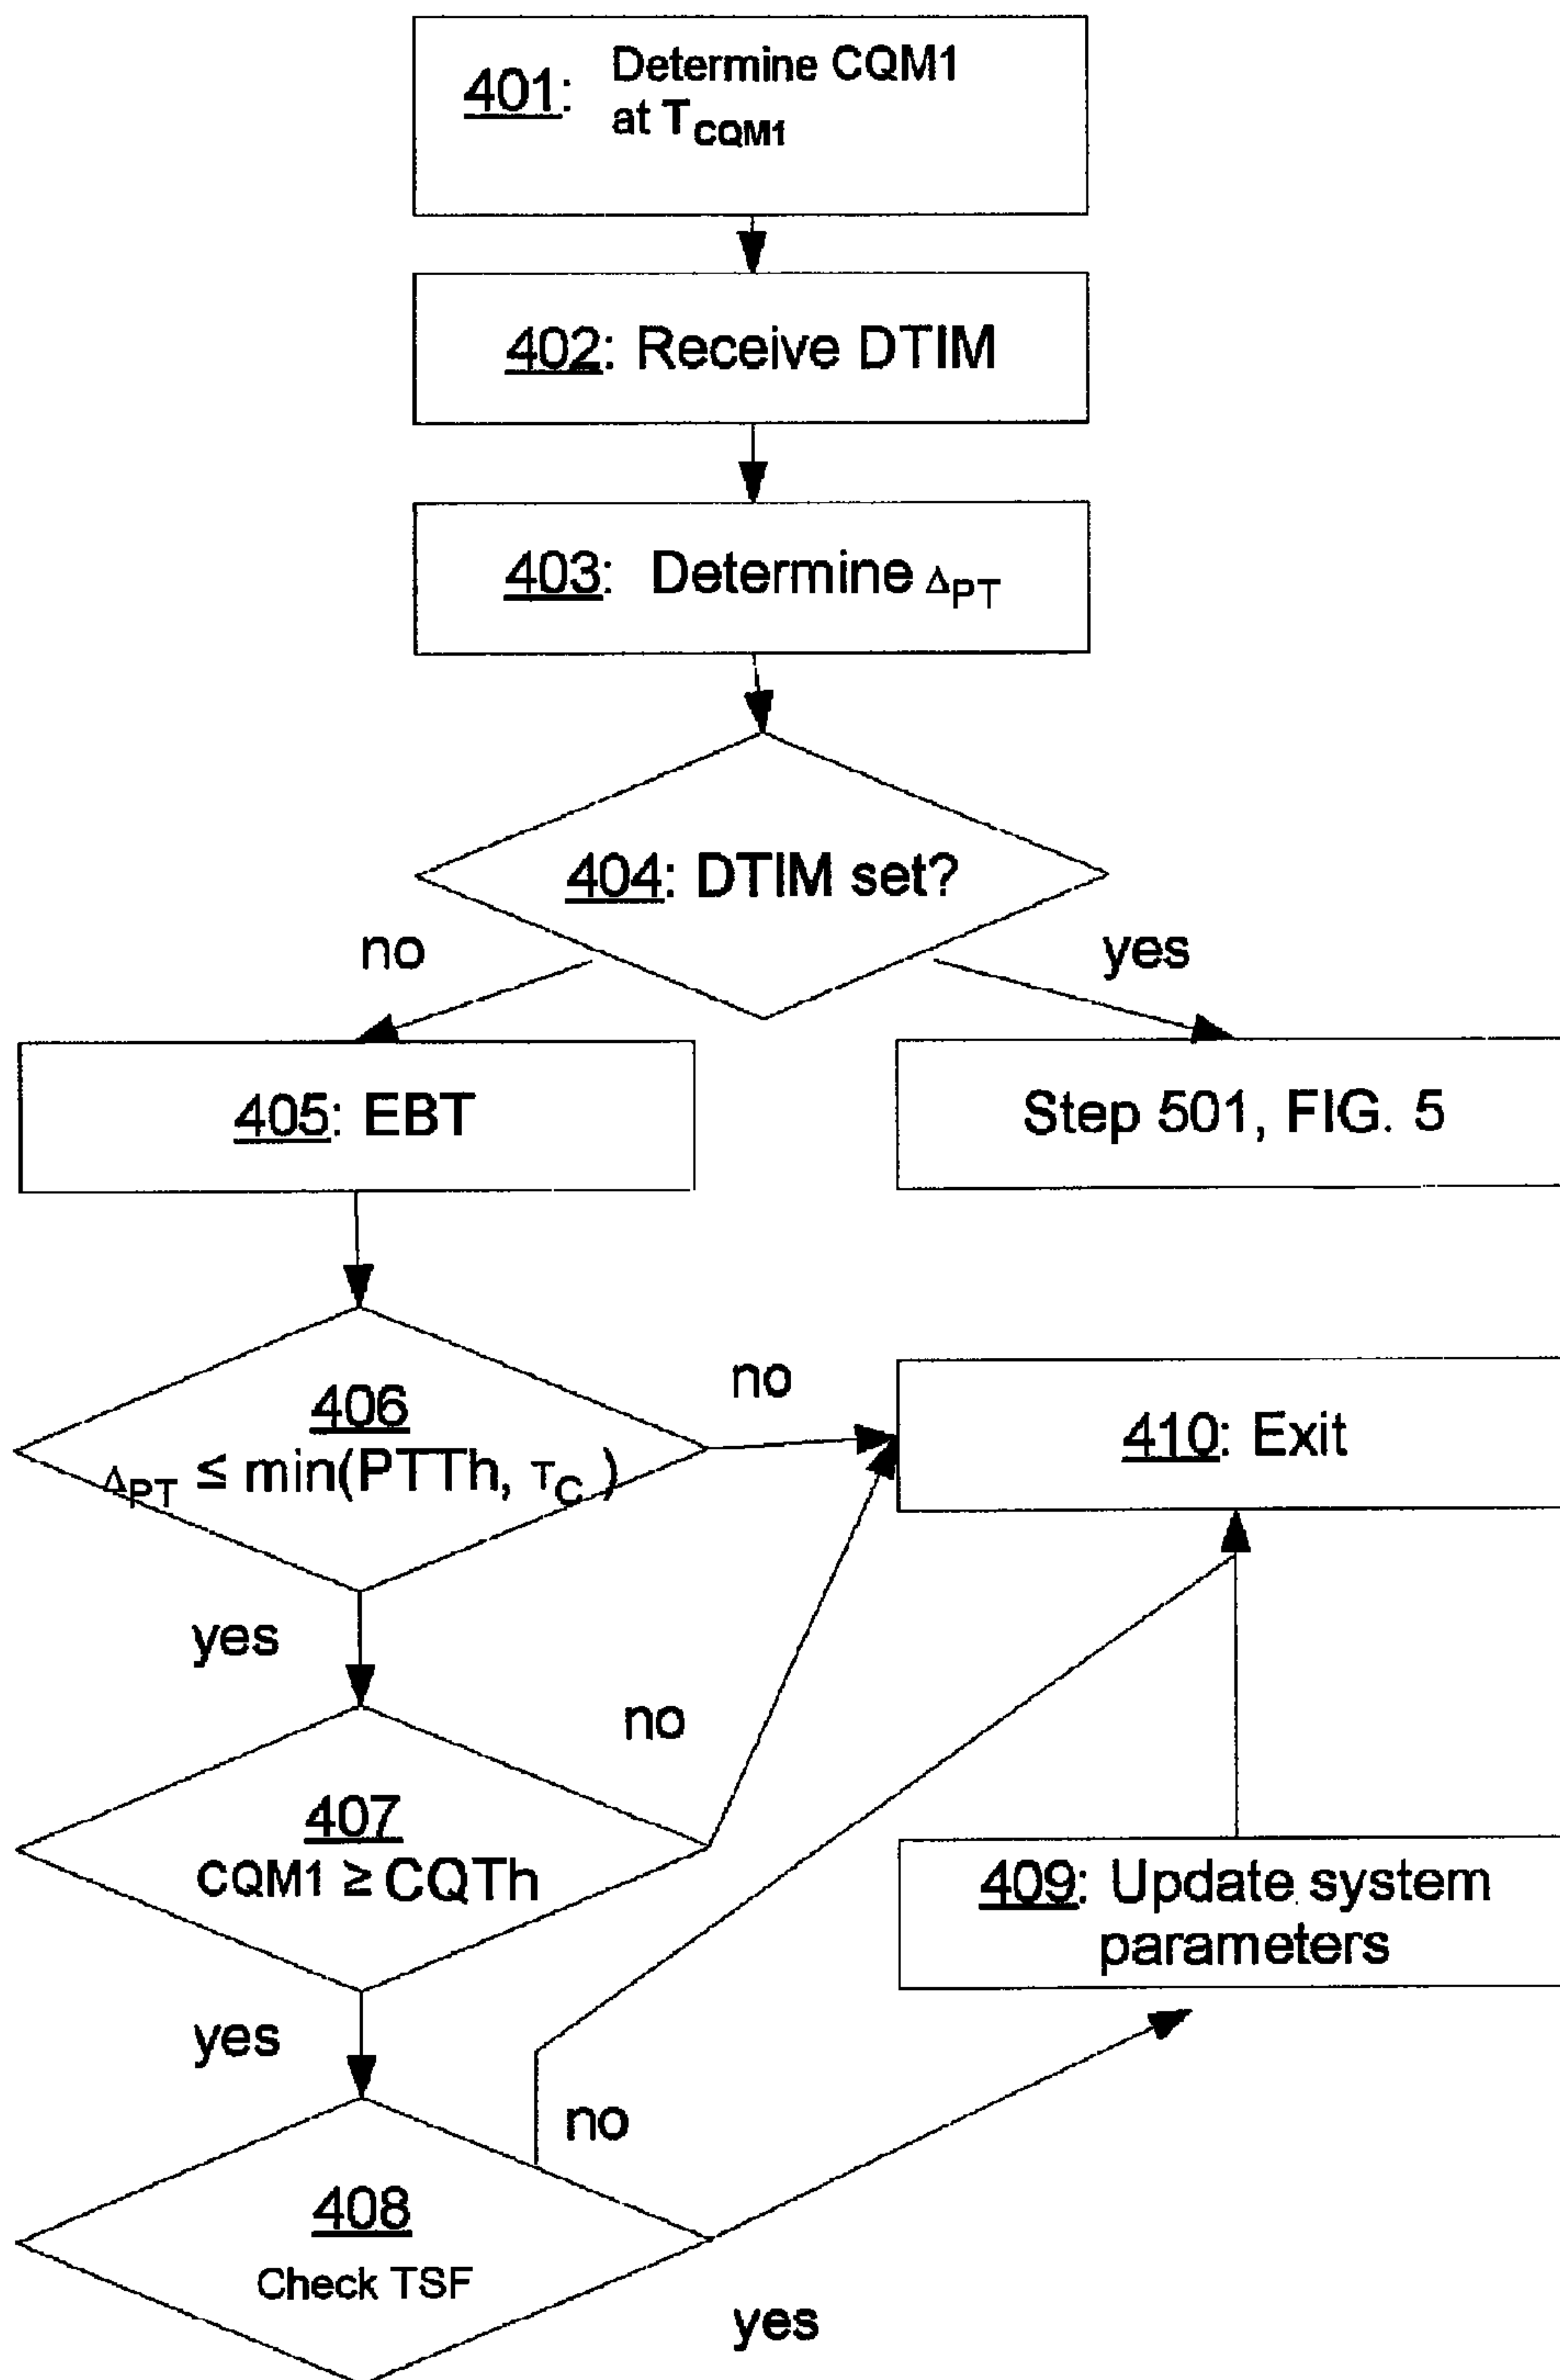 401: Determine CQM1
at TCQM1
402: Receive DTIM
403: Determine ΔPT
404: DTIM set?
no
yes
405: EBT
Step 501, FIG. 5
406
ΔPT ≤ min(PTTh, τC )
no
410: Exit
yes
no
407
CQM1 ≥ CQTh
409: Update system
parameters
yes
no
408
Check TSF
yes